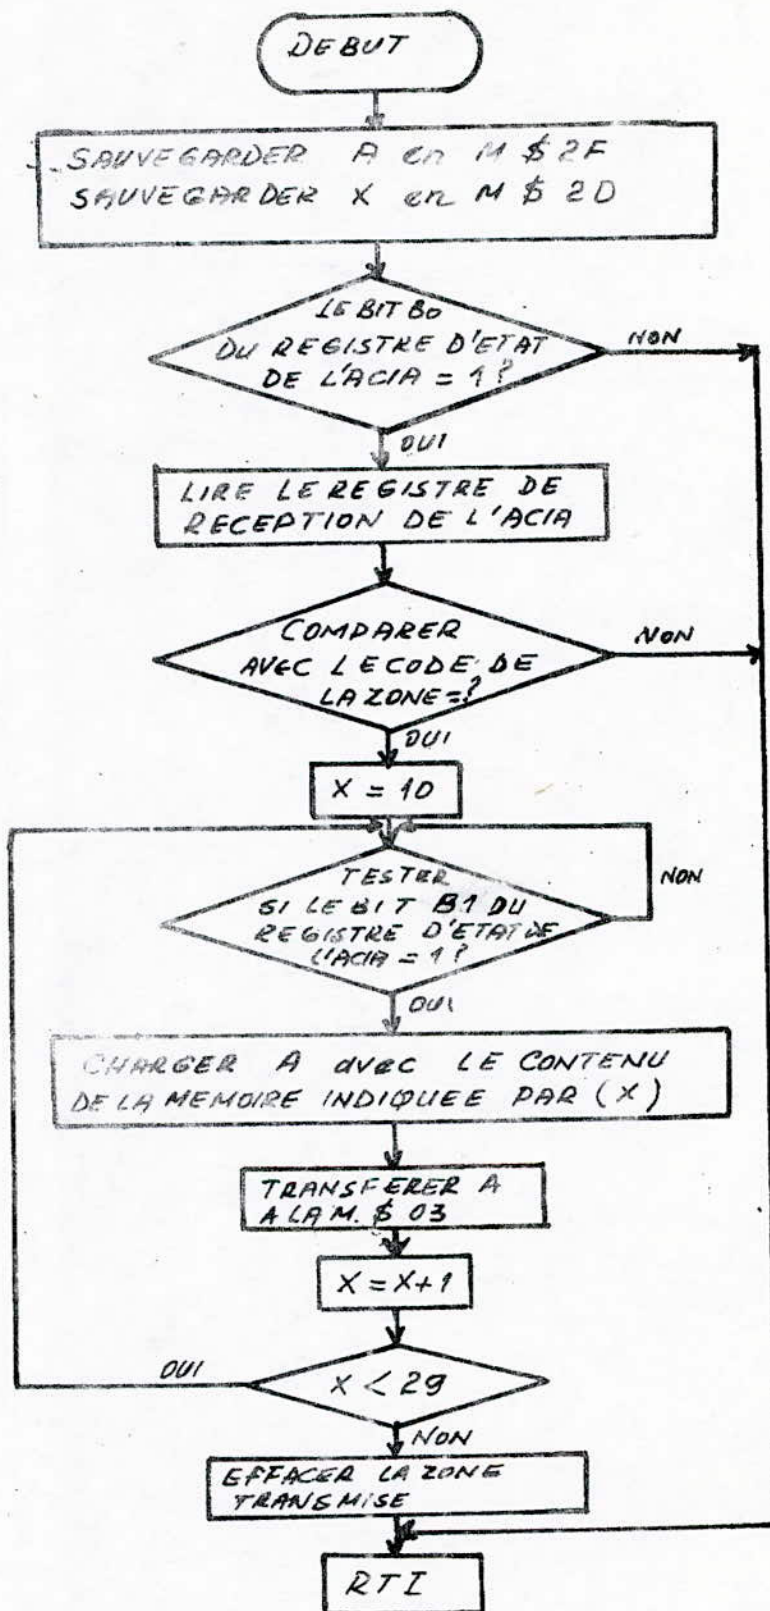 DEBUT
SAUVEGARDER A en M $ 2F
SAUVEGARDER X en M $ 2D
LE BIT B0
DU REGISTRE D'ETAT
DE L'ACIA = 1 ?
NON
OUI
LIRE LE REGISTRE DE
RECEPTION DE L'ACIA
COMPARER
AVEC LE CODE DE
LA ZONE = ?
NON
OUI
X = 10
TESTER
SI LE BIT B1 DU
REGISTRE D'ETAT DE
L'ACIA = 1 ?
NON
OUI
CHARGER A avec LE CONTENU
DE LA MEMOIRE INDIQUEE PAR (X)
TRANSFERER A
A LA M. $ 03
X = X+1
OUI
X < 29
NON
EFFACER LA ZONE
TRANSMISE
RTI